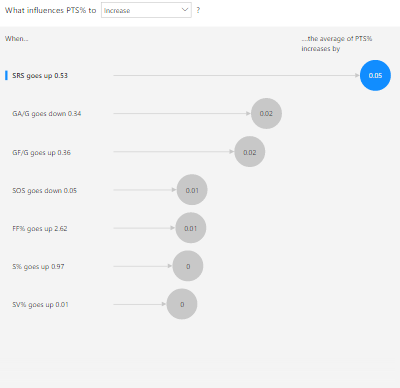 What influences PTS% to Increase ?
When...
....the average of PTS%
increases by
SRS goes up 0.53 0.05
GA/G goes down 0.34 0.02
GF/G goes up 0.36 0.02
SOS goes down 0.05 0.01
FF% goes up 2.62 0.01
S% goes up 0.97 0
SV% goes up 0.01 0